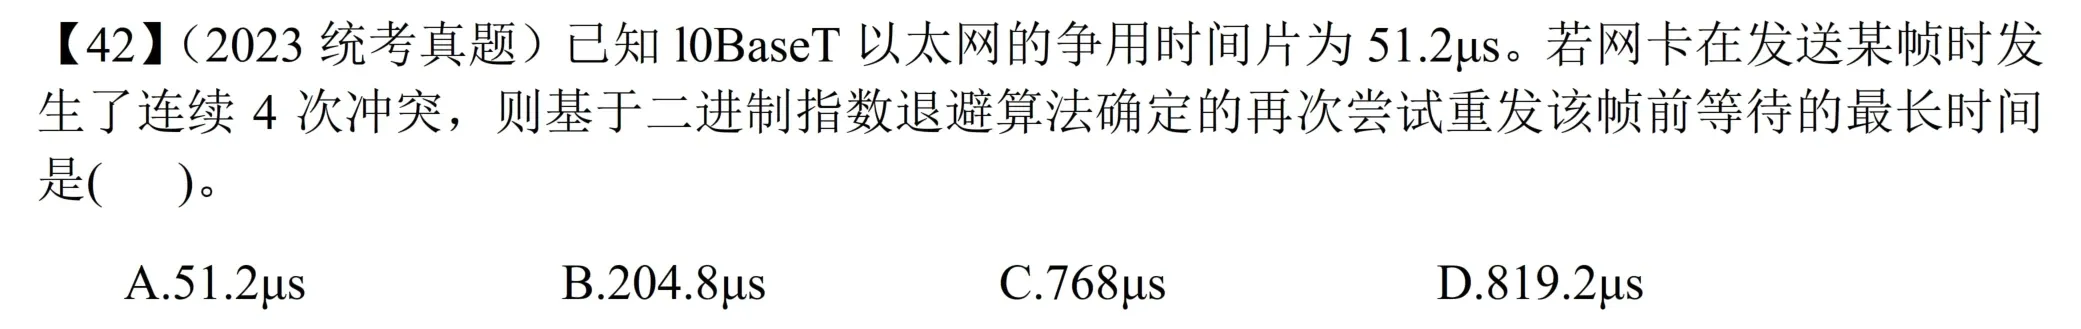 【42】（2023 统考真题）已知 l0BaseT 以太网的争用时间片为 51.2μs。若网卡在发送某帧时发
生了连续 4 次冲突，则基于二进制指数退避算法确定的再次尝试重发该帧前等待的最长时间
是(    )。
A.51.2μs B.204.8μs C.768μs D.819.2μs